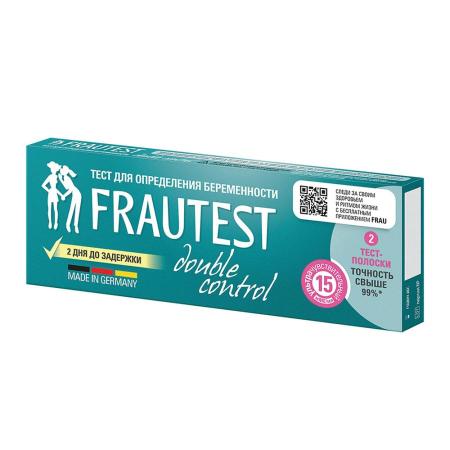 ТЕСТ ДЛЯ ОПРЕДЕЛЕНИЯ БЕРЕМЕННОСТИ
FRAUTEST
double
control
2 ДНЯ ДО ЗАДЕРЖКИ
MADE IN GERMANY
СЛЕДИ ЗА СВОИМ
ЗДОРОВЬЕМ
И РИТМОМ ЖИЗНИ
С БЕСПЛАТНЫМ
ПРИЛОЖЕНИЕМ FRAU
Ультрачувствительный
15
2
ТЕСТ-
ПОЛОСКИ
ТОЧНОСТЬ
СВЫШЕ
99%*